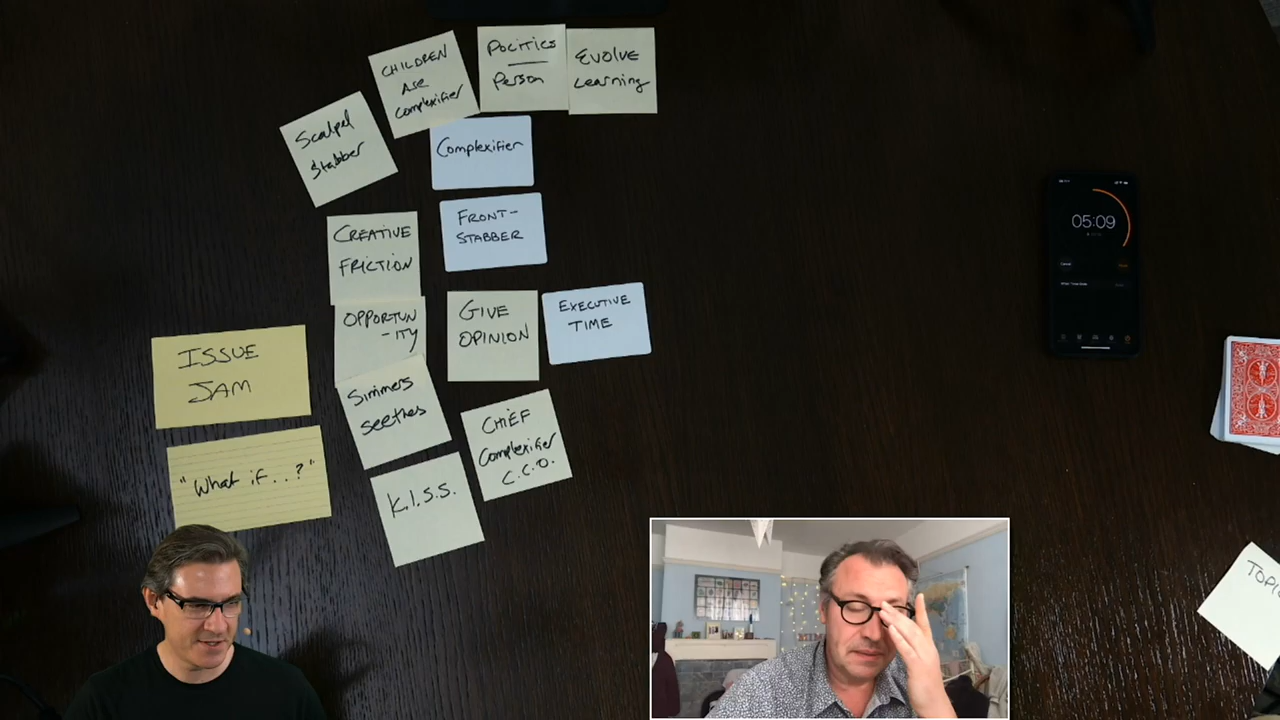 CHILDREN
Are
Complexifier
Politics
Person
EVOLVE
Learning
Scalpel
Stabber
Complexifier
CREATIVE
FRICTION
FRONT-
STABBER
OPPORTUN
-ITY
GIVE
OPINION
EXECUTIVE
TIME
ISSUE
JAM
Simmers
seethes
CHIEF
Complexifier
C.C.O.
"What if...?"
K.I.S.S.
05:09
TOPIC